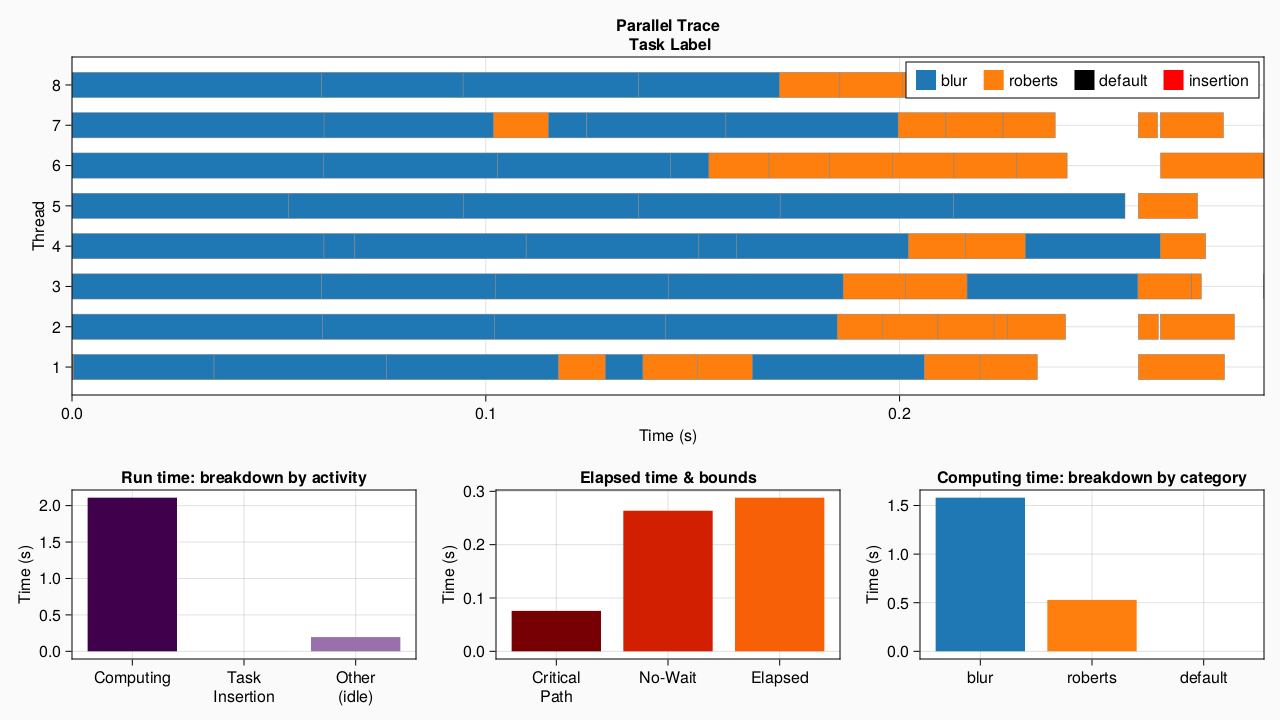 Parallel Trace
Task Label
blur roberts default insertion
Thread
8
7
6
5
4
3
2
1
0.0 0.1 0.2
Time (s)
Run time: breakdown by activity
Time (s)
2.0
1.5
1.0
0.5
0.0
Computing Task Insertion Other (idle)
Elapsed time & bounds
Time (s)
0.3
0.2
0.1
0.0
Critical Path No-Wait Elapsed
Computing time: breakdown by category
Time (s)
1.5
1.0
0.5
0.0
blur roberts default